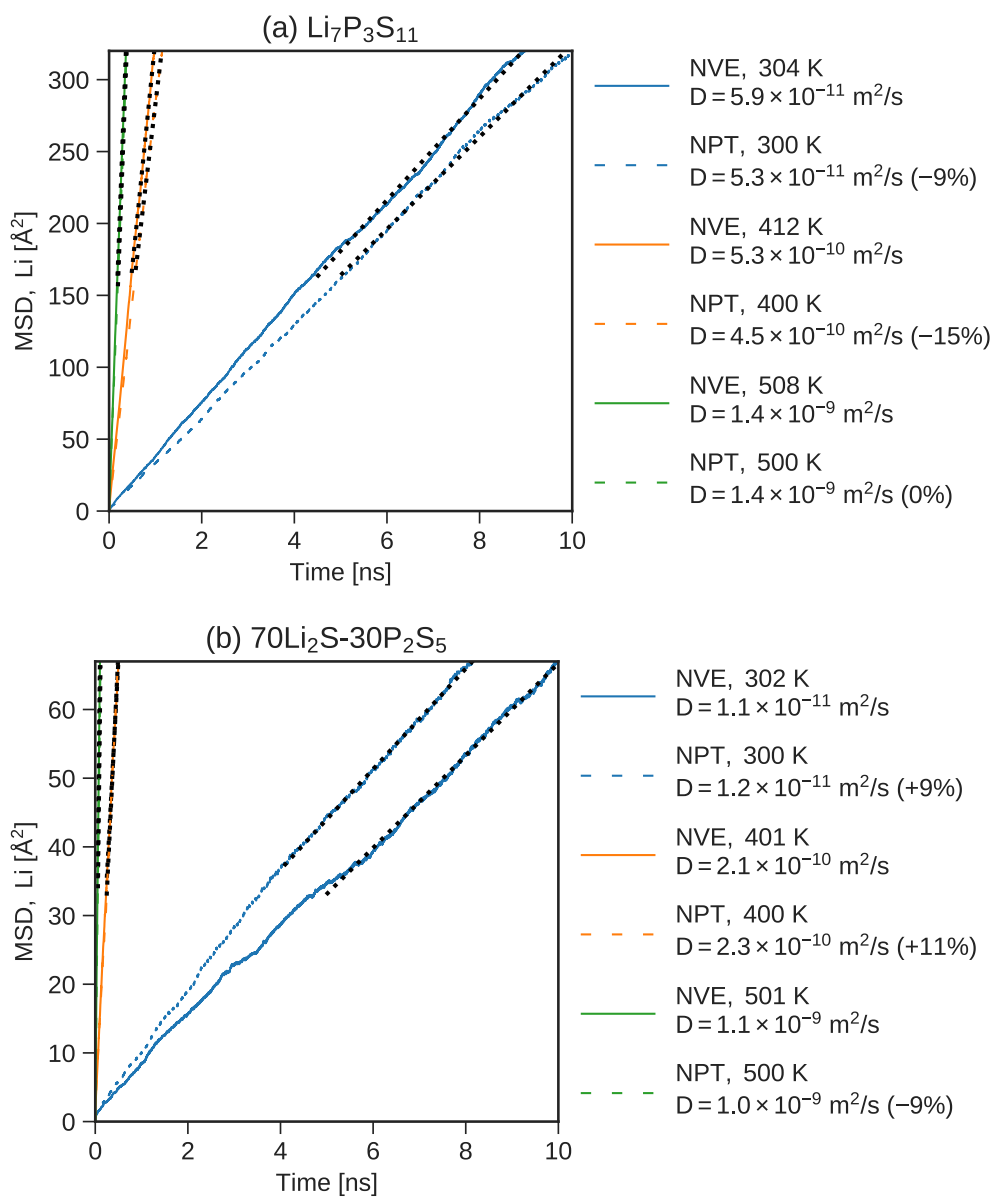 (a) Li₇P₃S₁₁
MSD, Li [Å²]
300
250
200
150
100
50
0
0 2 4 6 8 10
Time [ns]
NVE, 304 K
D = 5.9 × 10⁻¹¹ m²/s
NPT, 300 K
D = 5.3 × 10⁻¹¹ m²/s (−9%)
NVE, 412 K
D = 5.3 × 10⁻¹⁰ m²/s
NPT, 400 K
D = 4.5 × 10⁻¹⁰ m²/s (−15%)
NVE, 508 K
D = 1.4 × 10⁻⁹ m²/s
NPT, 500 K
D = 1.4 × 10⁻⁹ m²/s (0%)
(b) 70Li₂S-30P₂S₅
MSD, Li [Å²]
60
50
40
30
20
10
0
0 2 4 6 8 10
Time [ns]
NVE, 302 K
D = 1.1 × 10⁻¹¹ m²/s
NPT, 300 K
D = 1.2 × 10⁻¹¹ m²/s (+9%)
NVE, 401 K
D = 2.1 × 10⁻¹⁰ m²/s
NPT, 400 K
D = 2.3 × 10⁻¹⁰ m²/s (+11%)
NVE, 501 K
D = 1.1 × 10⁻⁹ m²/s
NPT, 500 K
D = 1.0 × 10⁻⁹ m²/s (−9%)